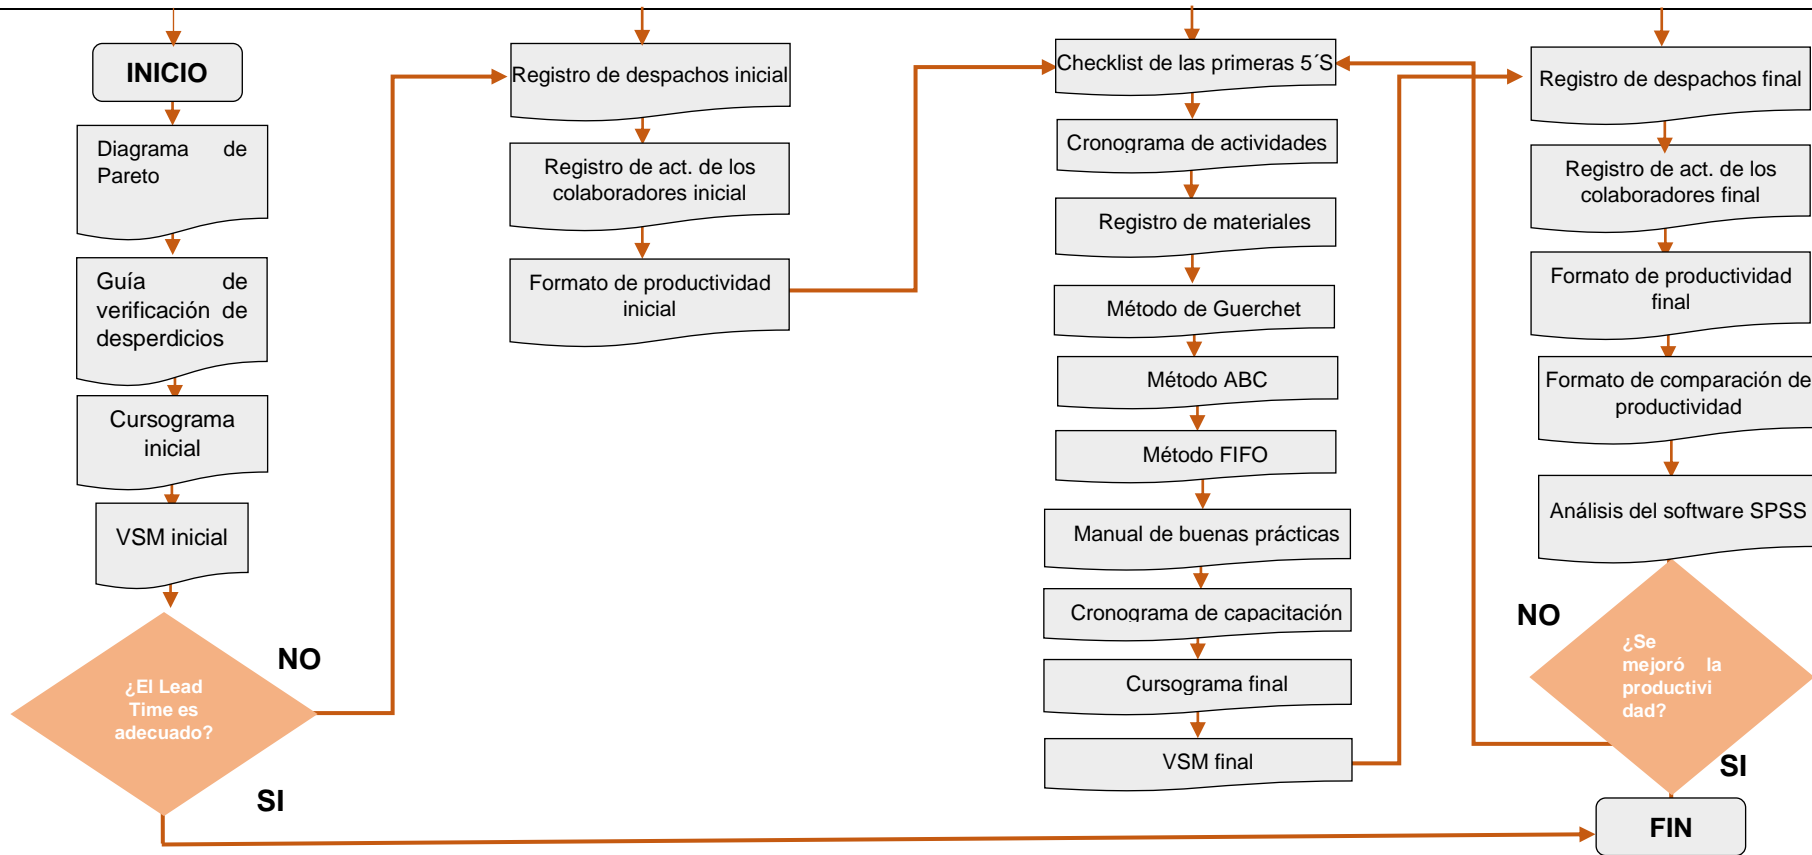 INICIO
Diagrama de
Pareto
Guía de
verificación de
desperdicios
Cursograma
inicial
VSM inicial
¿El Lead
Time es
adecuado?
NO
SI
Registro de despachos inicial
Registro de act. de los
colaboradores inicial
Formato de productividad
inicial
Checklist de las primeras 5´S
Cronograma de actividades
Registro de materiales
Método de Guerchet
Método ABC
Método FIFO
Manual de buenas prácticas
Cronograma de capacitación
Cursograma final
VSM final
Registro de despachos final
Registro de act. de los
colaboradores final
Formato de productividad
final
Formato de comparación de
productividad
Análisis del software SPSS
NO
¿Se
mejoró la
productivi
dad?
SI
FIN